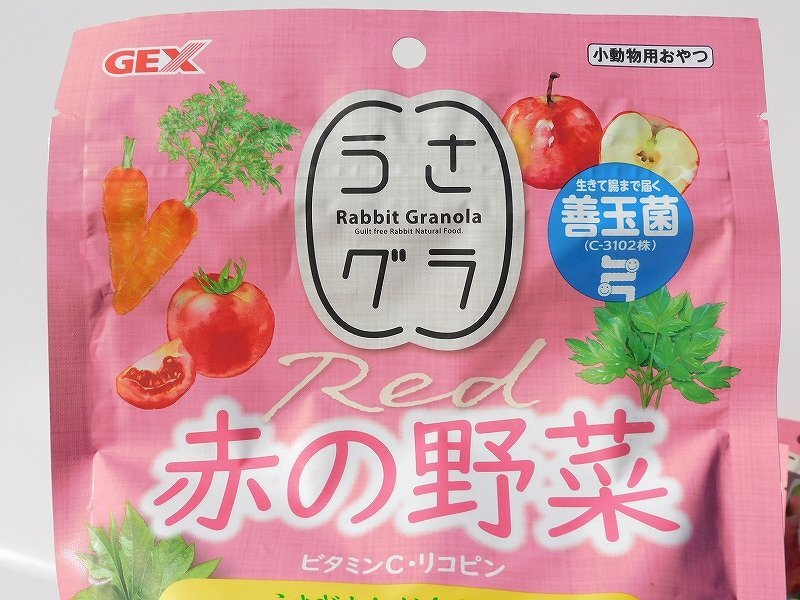 GEX
小動物用おやつ
うさ
Rabbit Granola
Guilt free Rabbit Natural Food.
グラ
生きて腸まで届く
善玉菌
(C-3102株)
Red
赤の野菜
ビタミンC・リコピン